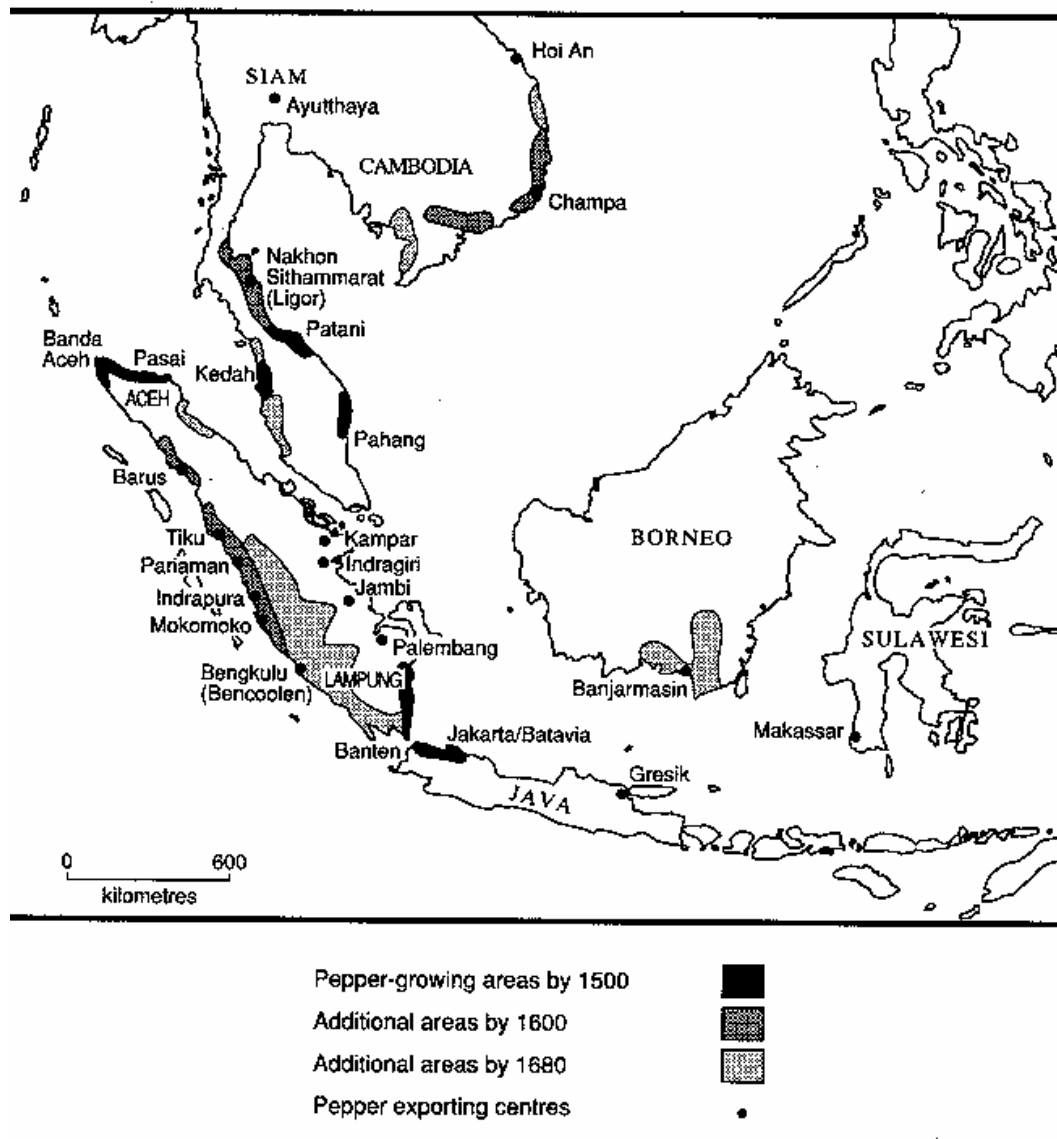 Hoi An
SIAM
Ayutthaya
CAMBODIA
Champa
Nakhon
Sithammarat
(Ligor)
Patani
Banda
Aceh
Pasai
Kedah
ACEH
Pahang
Barus
Tiku
Kampar
BORNEO
Pariaman
Indragiri
Jambi
Indrapura
Mokomoko
SULAWESI
Palembang
Bengkulu
(Bencoolen)
LAMPUNG
Banjarmasin
Makassar
Jakarta/Batavia
Banten
Gresik
JAVA
0 600
kilometres
Pepper-growing areas by 1500
Additional areas by 1600
Additional areas by 1680
Pepper exporting centres